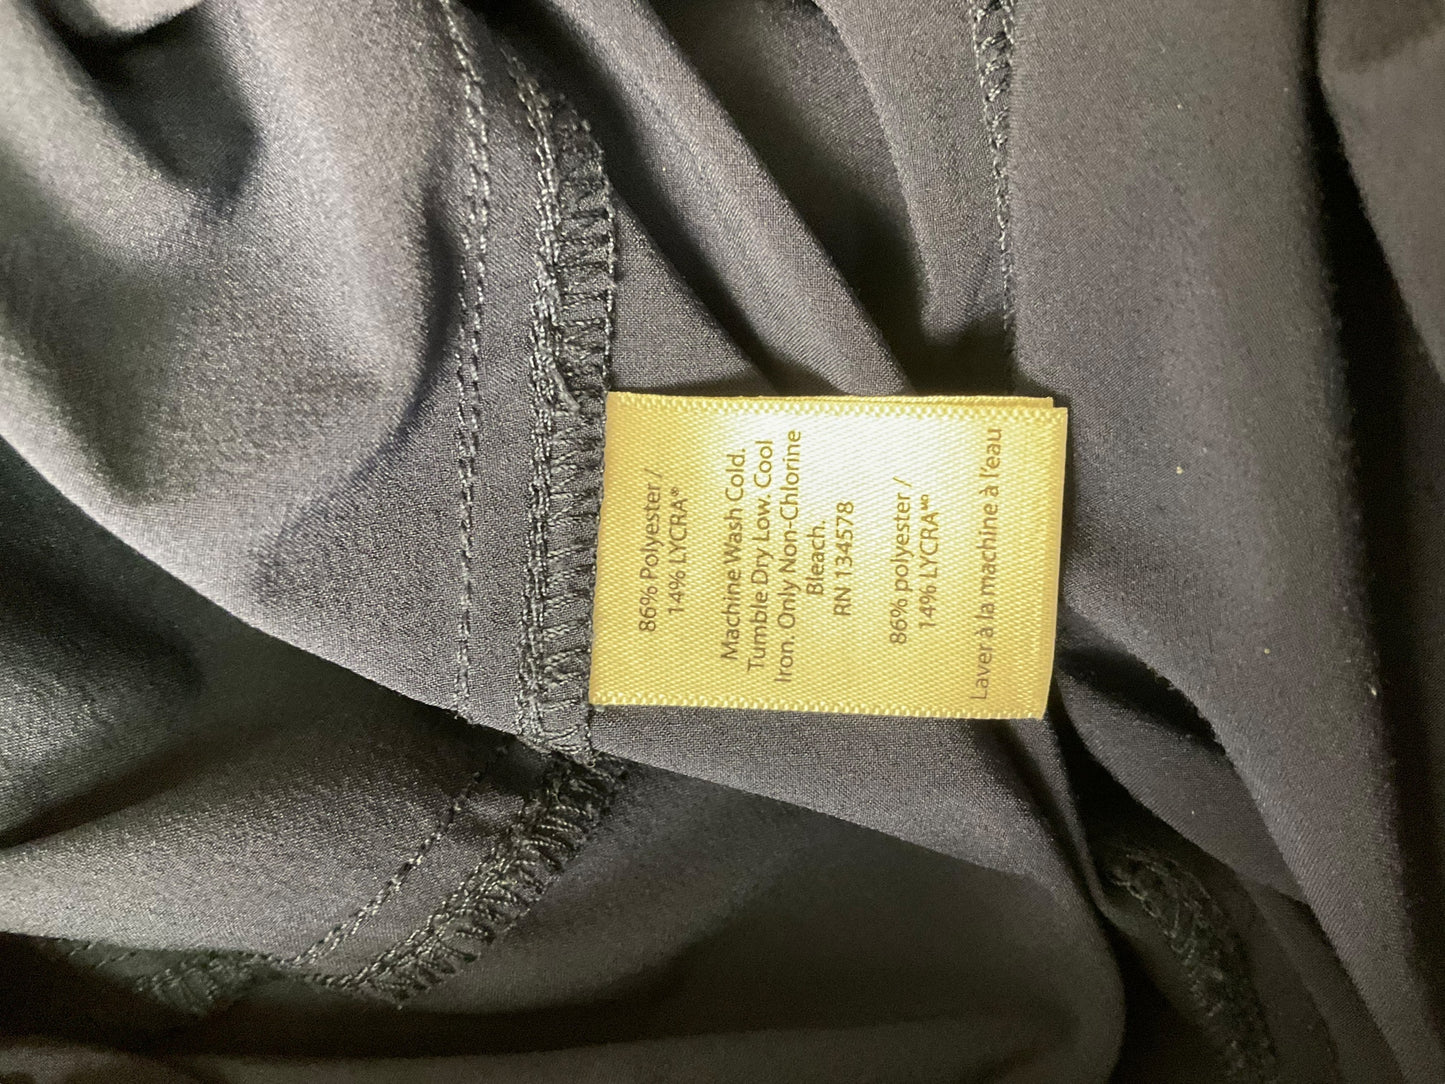 86% Polyester /
14% LYCRA®
Machine Wash Cold.
Tumble Dry Low. Cool
Iron. Only Non-Chlorine
Bleach.
RN 134578
86% polyester /
14% LYCRAᴹᴰ
Laver à la machine à l'eau